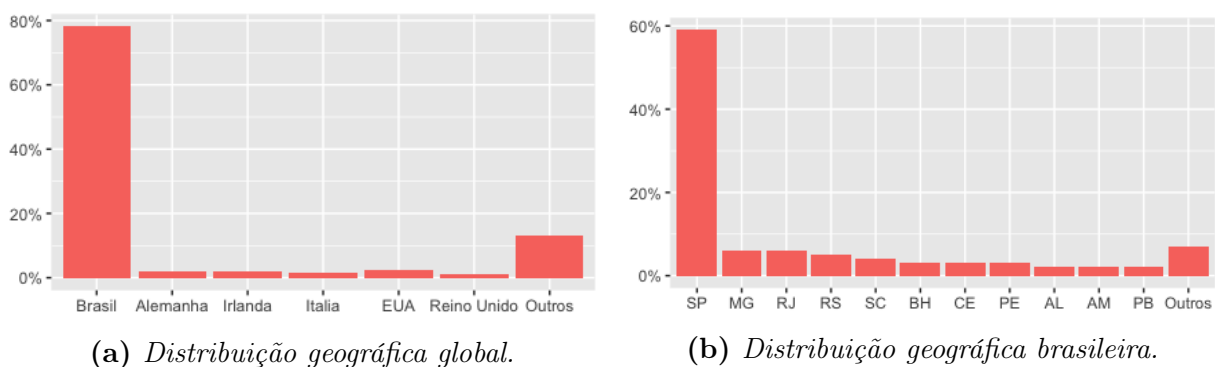 80%
60%
40%
20%
0%
Brasil Alemanha Irlanda Italia EUA Reino Unido Outros
(a) Distribuição geográfica global.
60%
40%
20%
0%
SP MG RJ RS SC BH CE PE AL AM PB Outros
(b) Distribuição geográfica brasileira.